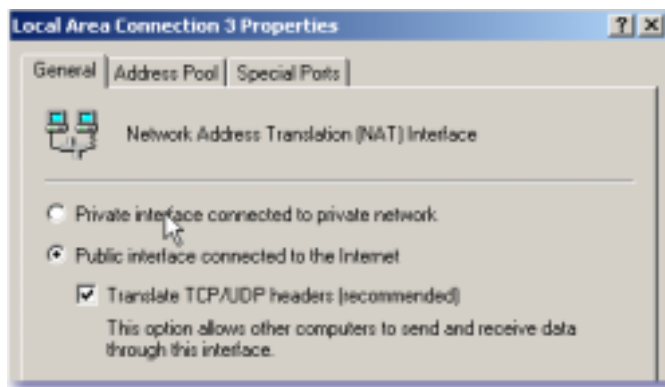 Local Area Connection 3 Properties
General Address Pool Special Ports
Network Address Translation (NAT) Interface
Private interface connected to private network
Public interface connected to the Internet
Translate TCP/UDP headers (recommended)
This option allows other computers to send and receive data
through this interface.